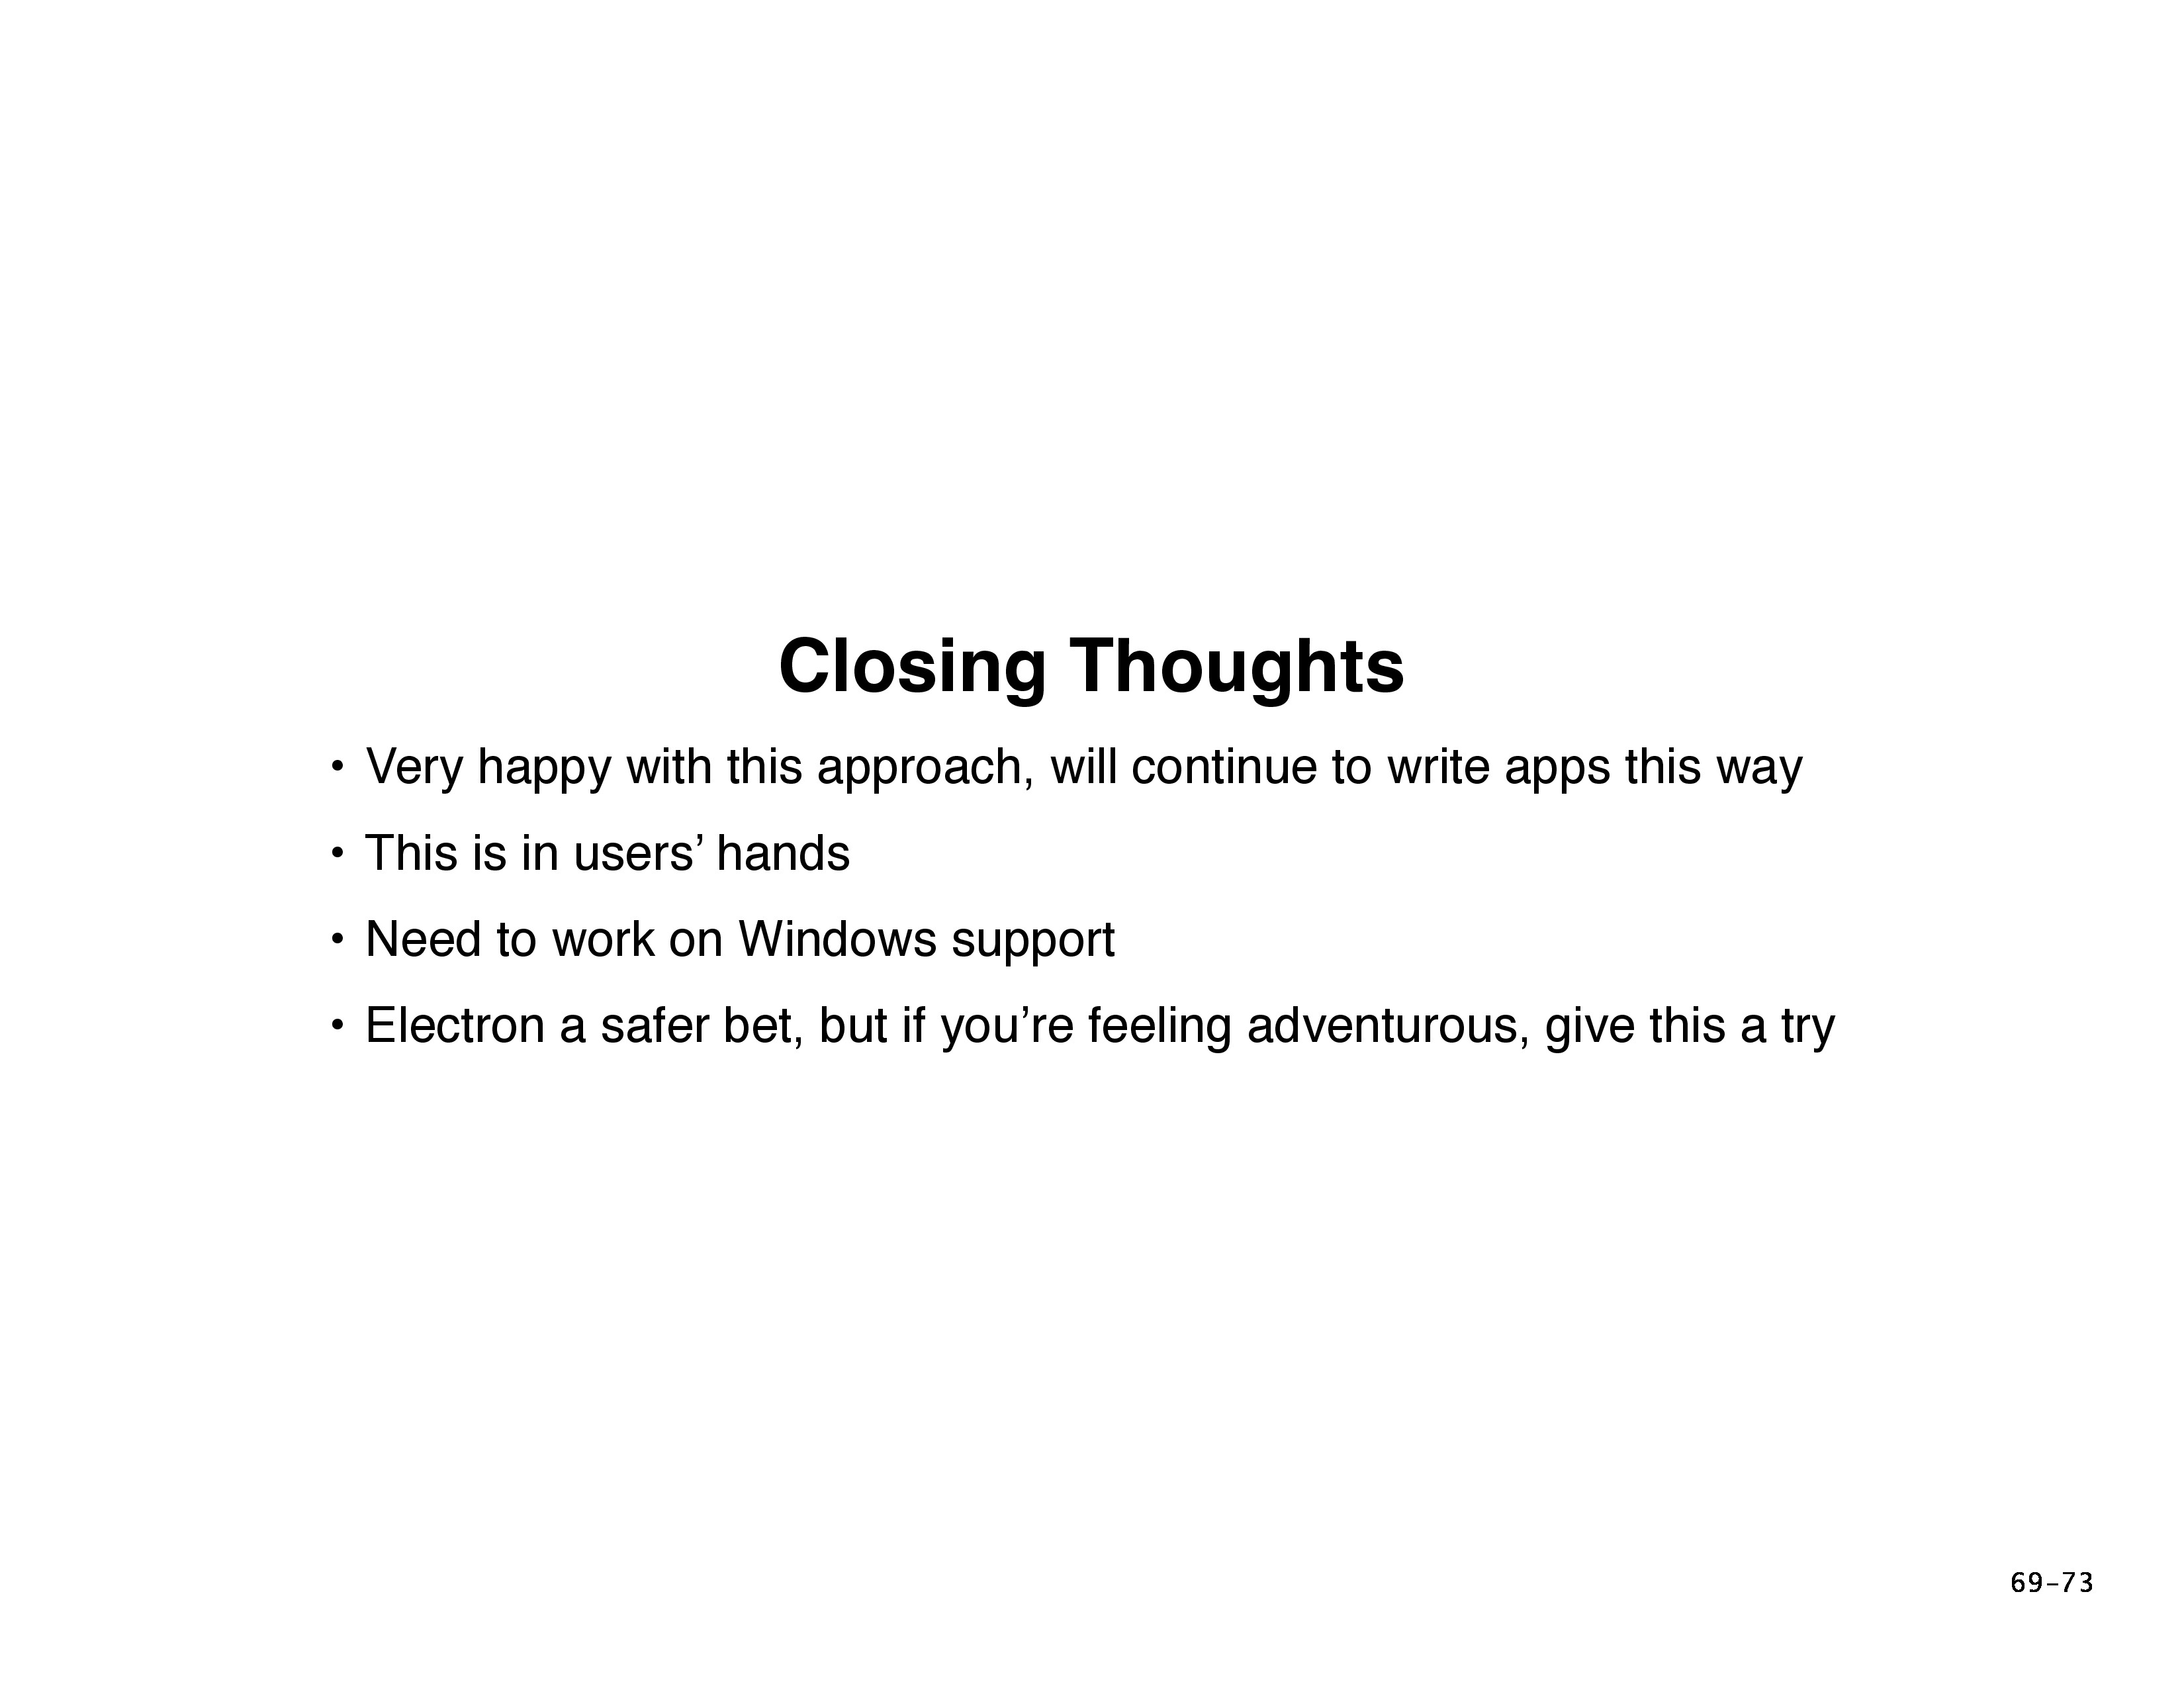 Closing Thoughts
• Very happy with this approach, will continue to write apps this way
• This is in users’ hands
• Need to work on Windows support
• Electron a safer bet, but if you’re feeling adventurous, give this a try
69–73